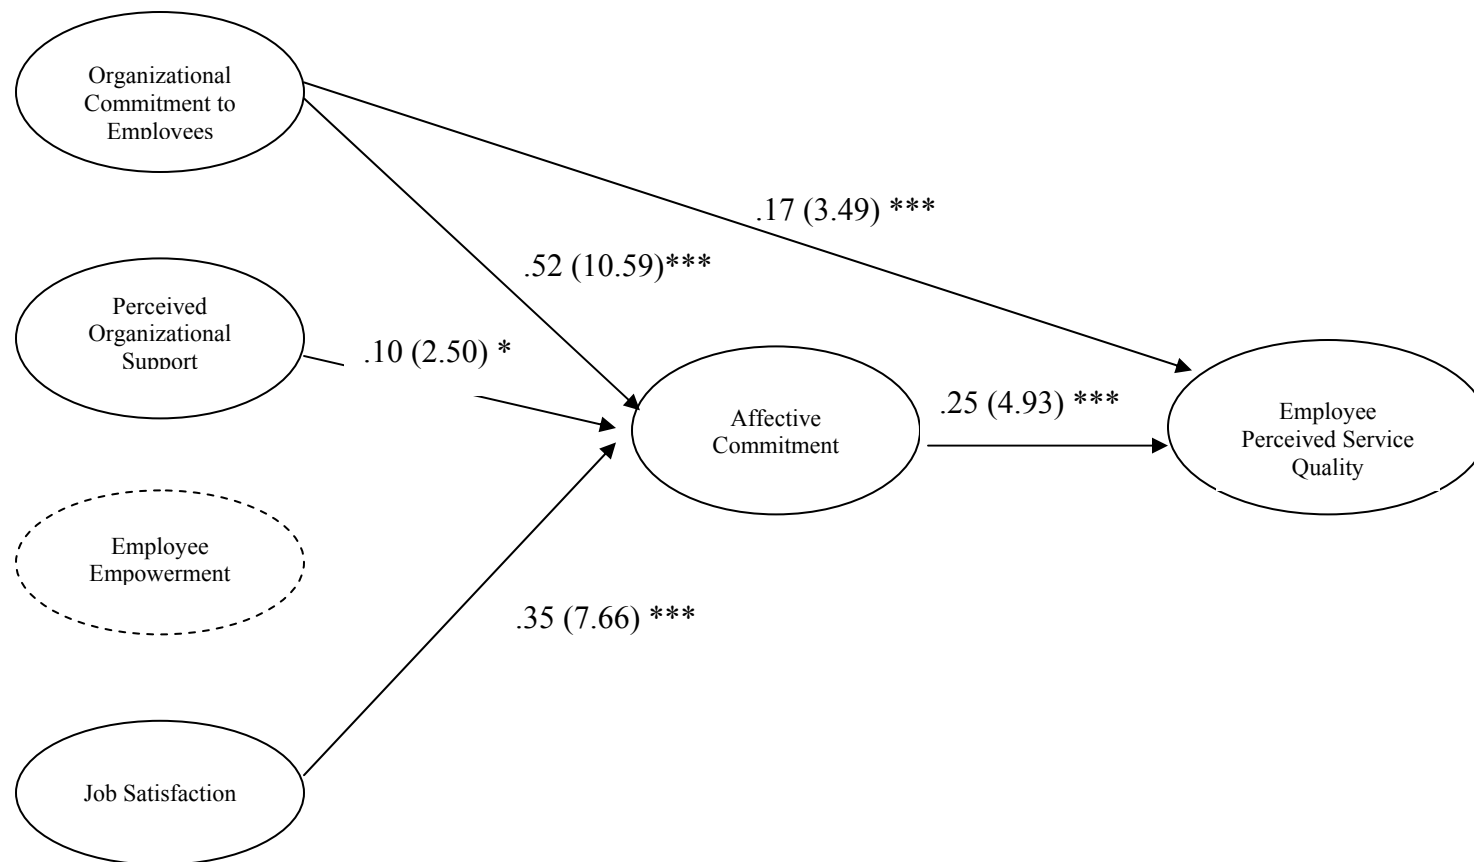 Organizational
Commitment to
Employees
.17 (3.49) ***
.52 (10.59)***
Perceived
Organizational
Support
.10 (2.50) *
.25 (4.93) ***
Affective
Commitment
Employee
Perceived Service
Quality
Employee
Empowerment
.35 (7.66) ***
Job Satisfaction